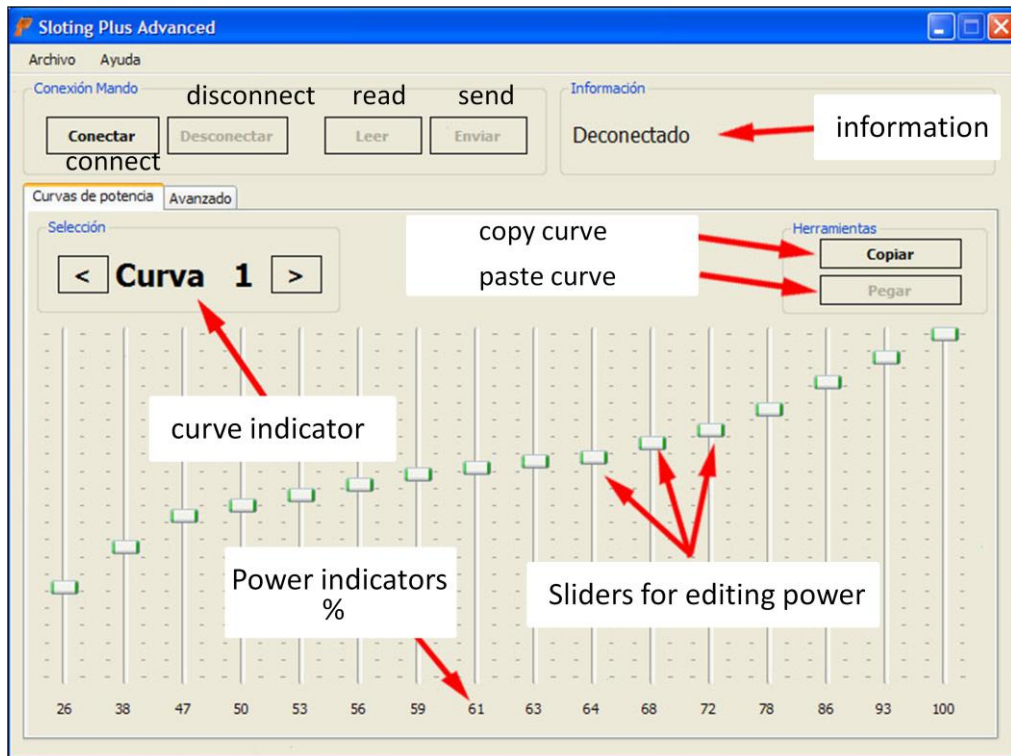 Sloting Plus Advanced
Archivo Ayuda
Conexión Mando
Información
disconnect read send
Conectar Desconectar Leer Enviar
connect
Deconectado
information
Curvas de potencia Avanzado
Selección
< Curva 1 >
Herramientas
copy curve
Copiar
paste curve
Pegar
curve indicator
Power indicators
%
Sliders for editing power
26 38 47 50 53 56 59 61 63 64 68 72 78 86 93 100